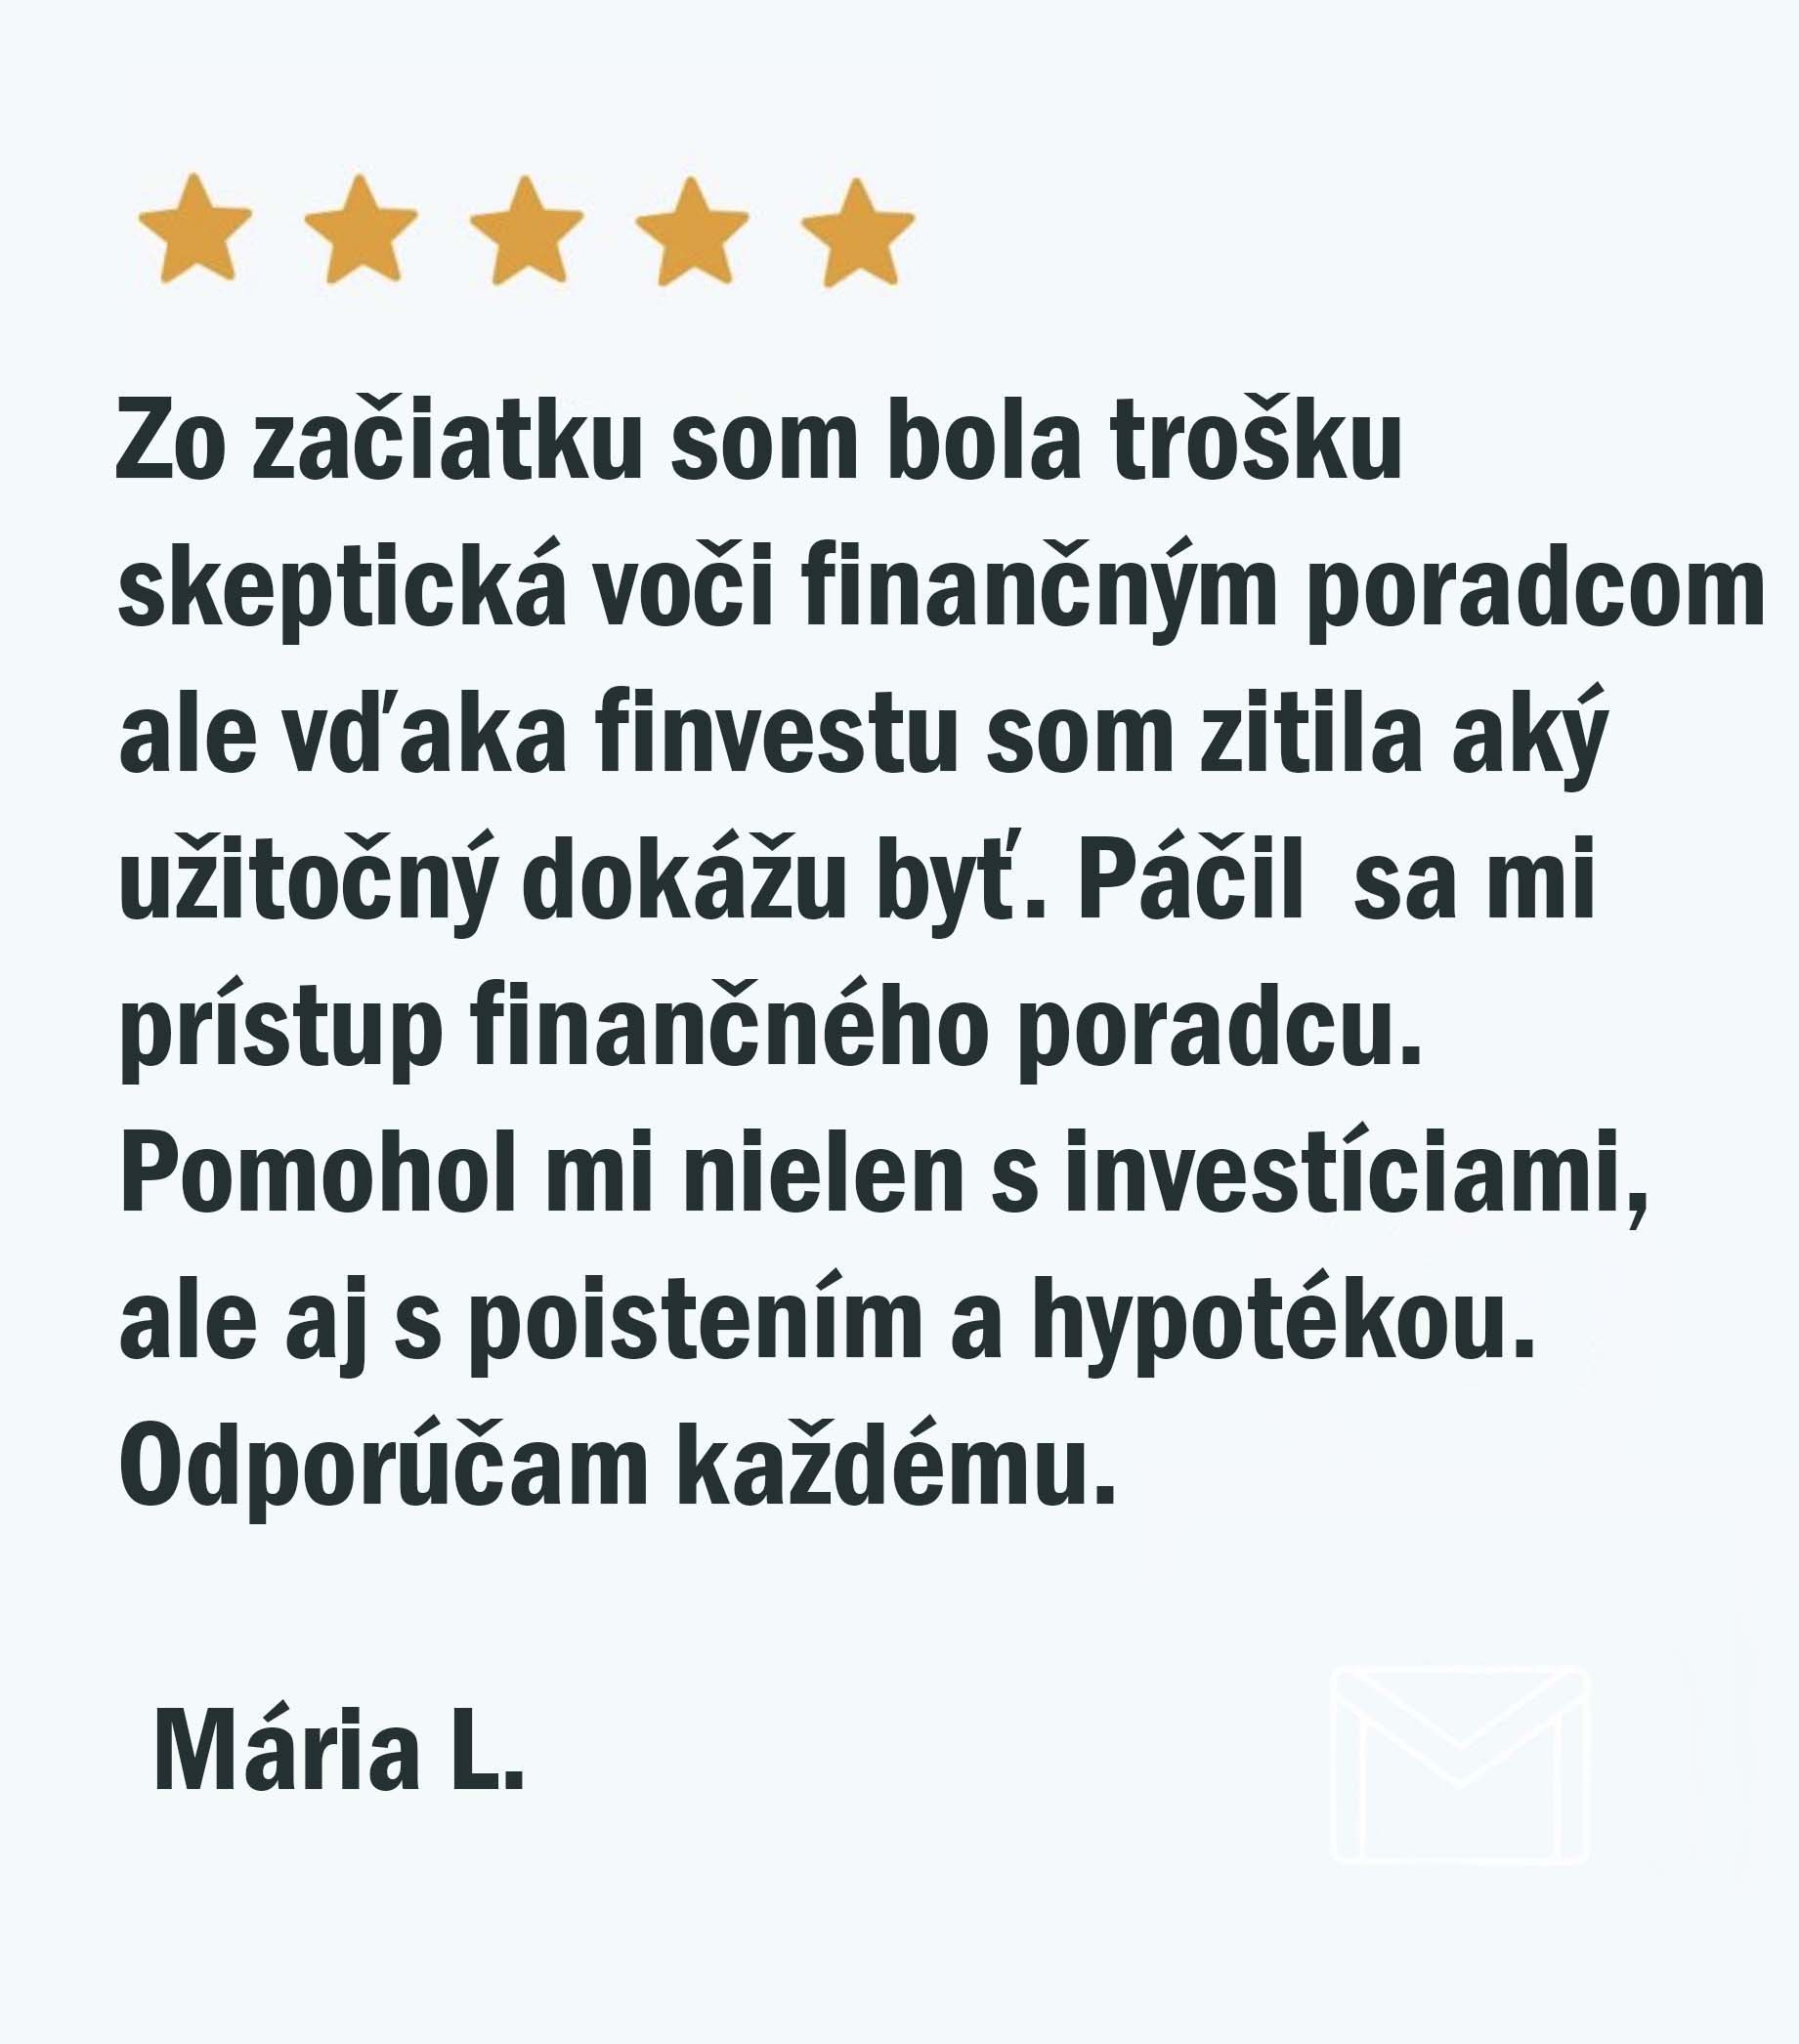 Zo začiatku som bola trošku
skeptická voči finančným poradcom
ale vďaka finvestu som zitila aký
užitočný dokážu byť. Páčil  sa mi
prístup finančného poradcu.
Pomohol mi nielen s investíciami,
ale aj s poistením a hypotékou.
Odporúčam každému.
Mária L.